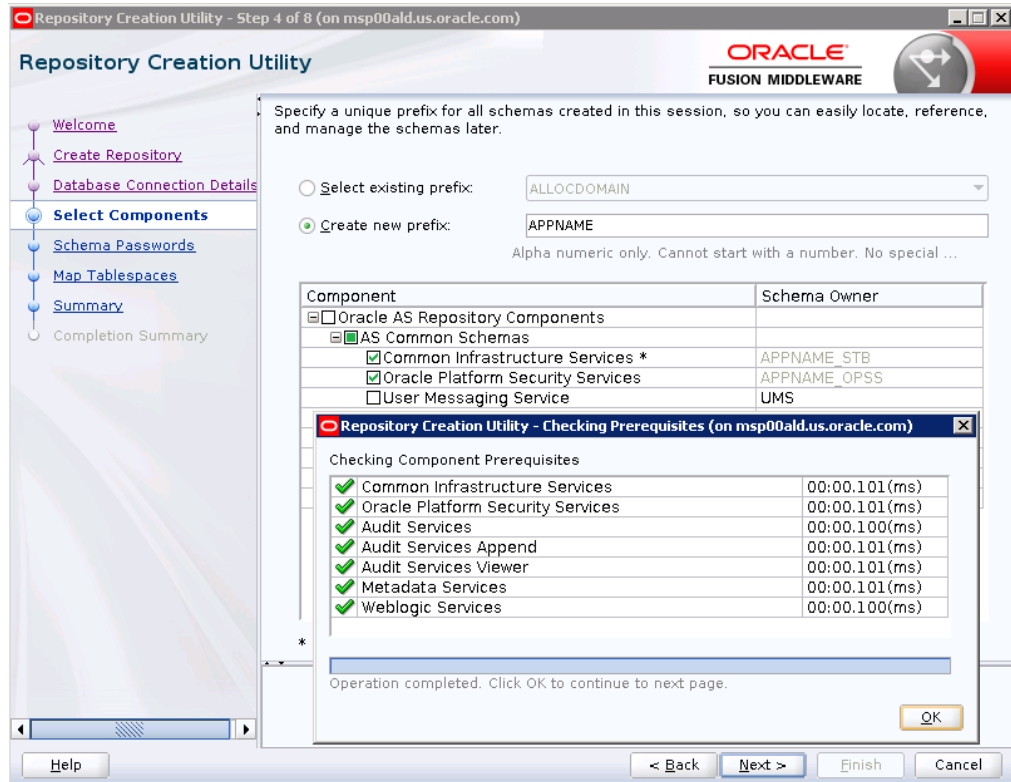 Repository Creation Utility - Step 4 of 8 (on msp00ald.us.oracle.com)
Repository Creation Utility
ORACLE
FUSION MIDDLEWARE
Welcome
Create Repository
Database Connection Details
Select Components
Schema Passwords
Map Tablespaces
Summary
Completion Summary
Specify a unique prefix for all schemas created in this session, so you can easily locate, reference,
and manage the schemas later.
Select existing prefix: ALLOCDOMAIN
Create new prefix: APPNAME
Alpha numeric only. Cannot start with a number. No special ...
Component Schema Owner
Oracle AS Repository Components
AS Common Schemas
Common Infrastructure Services * APPNAME_STB
Oracle Platform Security Services APPNAME_OPSS
User Messaging Service UMS
Repository Creation Utility - Checking Prerequisites (on msp00ald.us.oracle.com)
Checking Component Prerequisites
Common Infrastructure Services 00:00.101(ms)
Oracle Platform Security Services 00:00.101(ms)
Audit Services 00:00.100(ms)
Audit Services Append 00:00.101(ms)
Audit Services Viewer 00:00.101(ms)
Metadata Services 00:00.101(ms)
Weblogic Services 00:00.100(ms)
*
Operation completed. Click OK to continue to next page.
OK
Help < Back Next > Finish Cancel